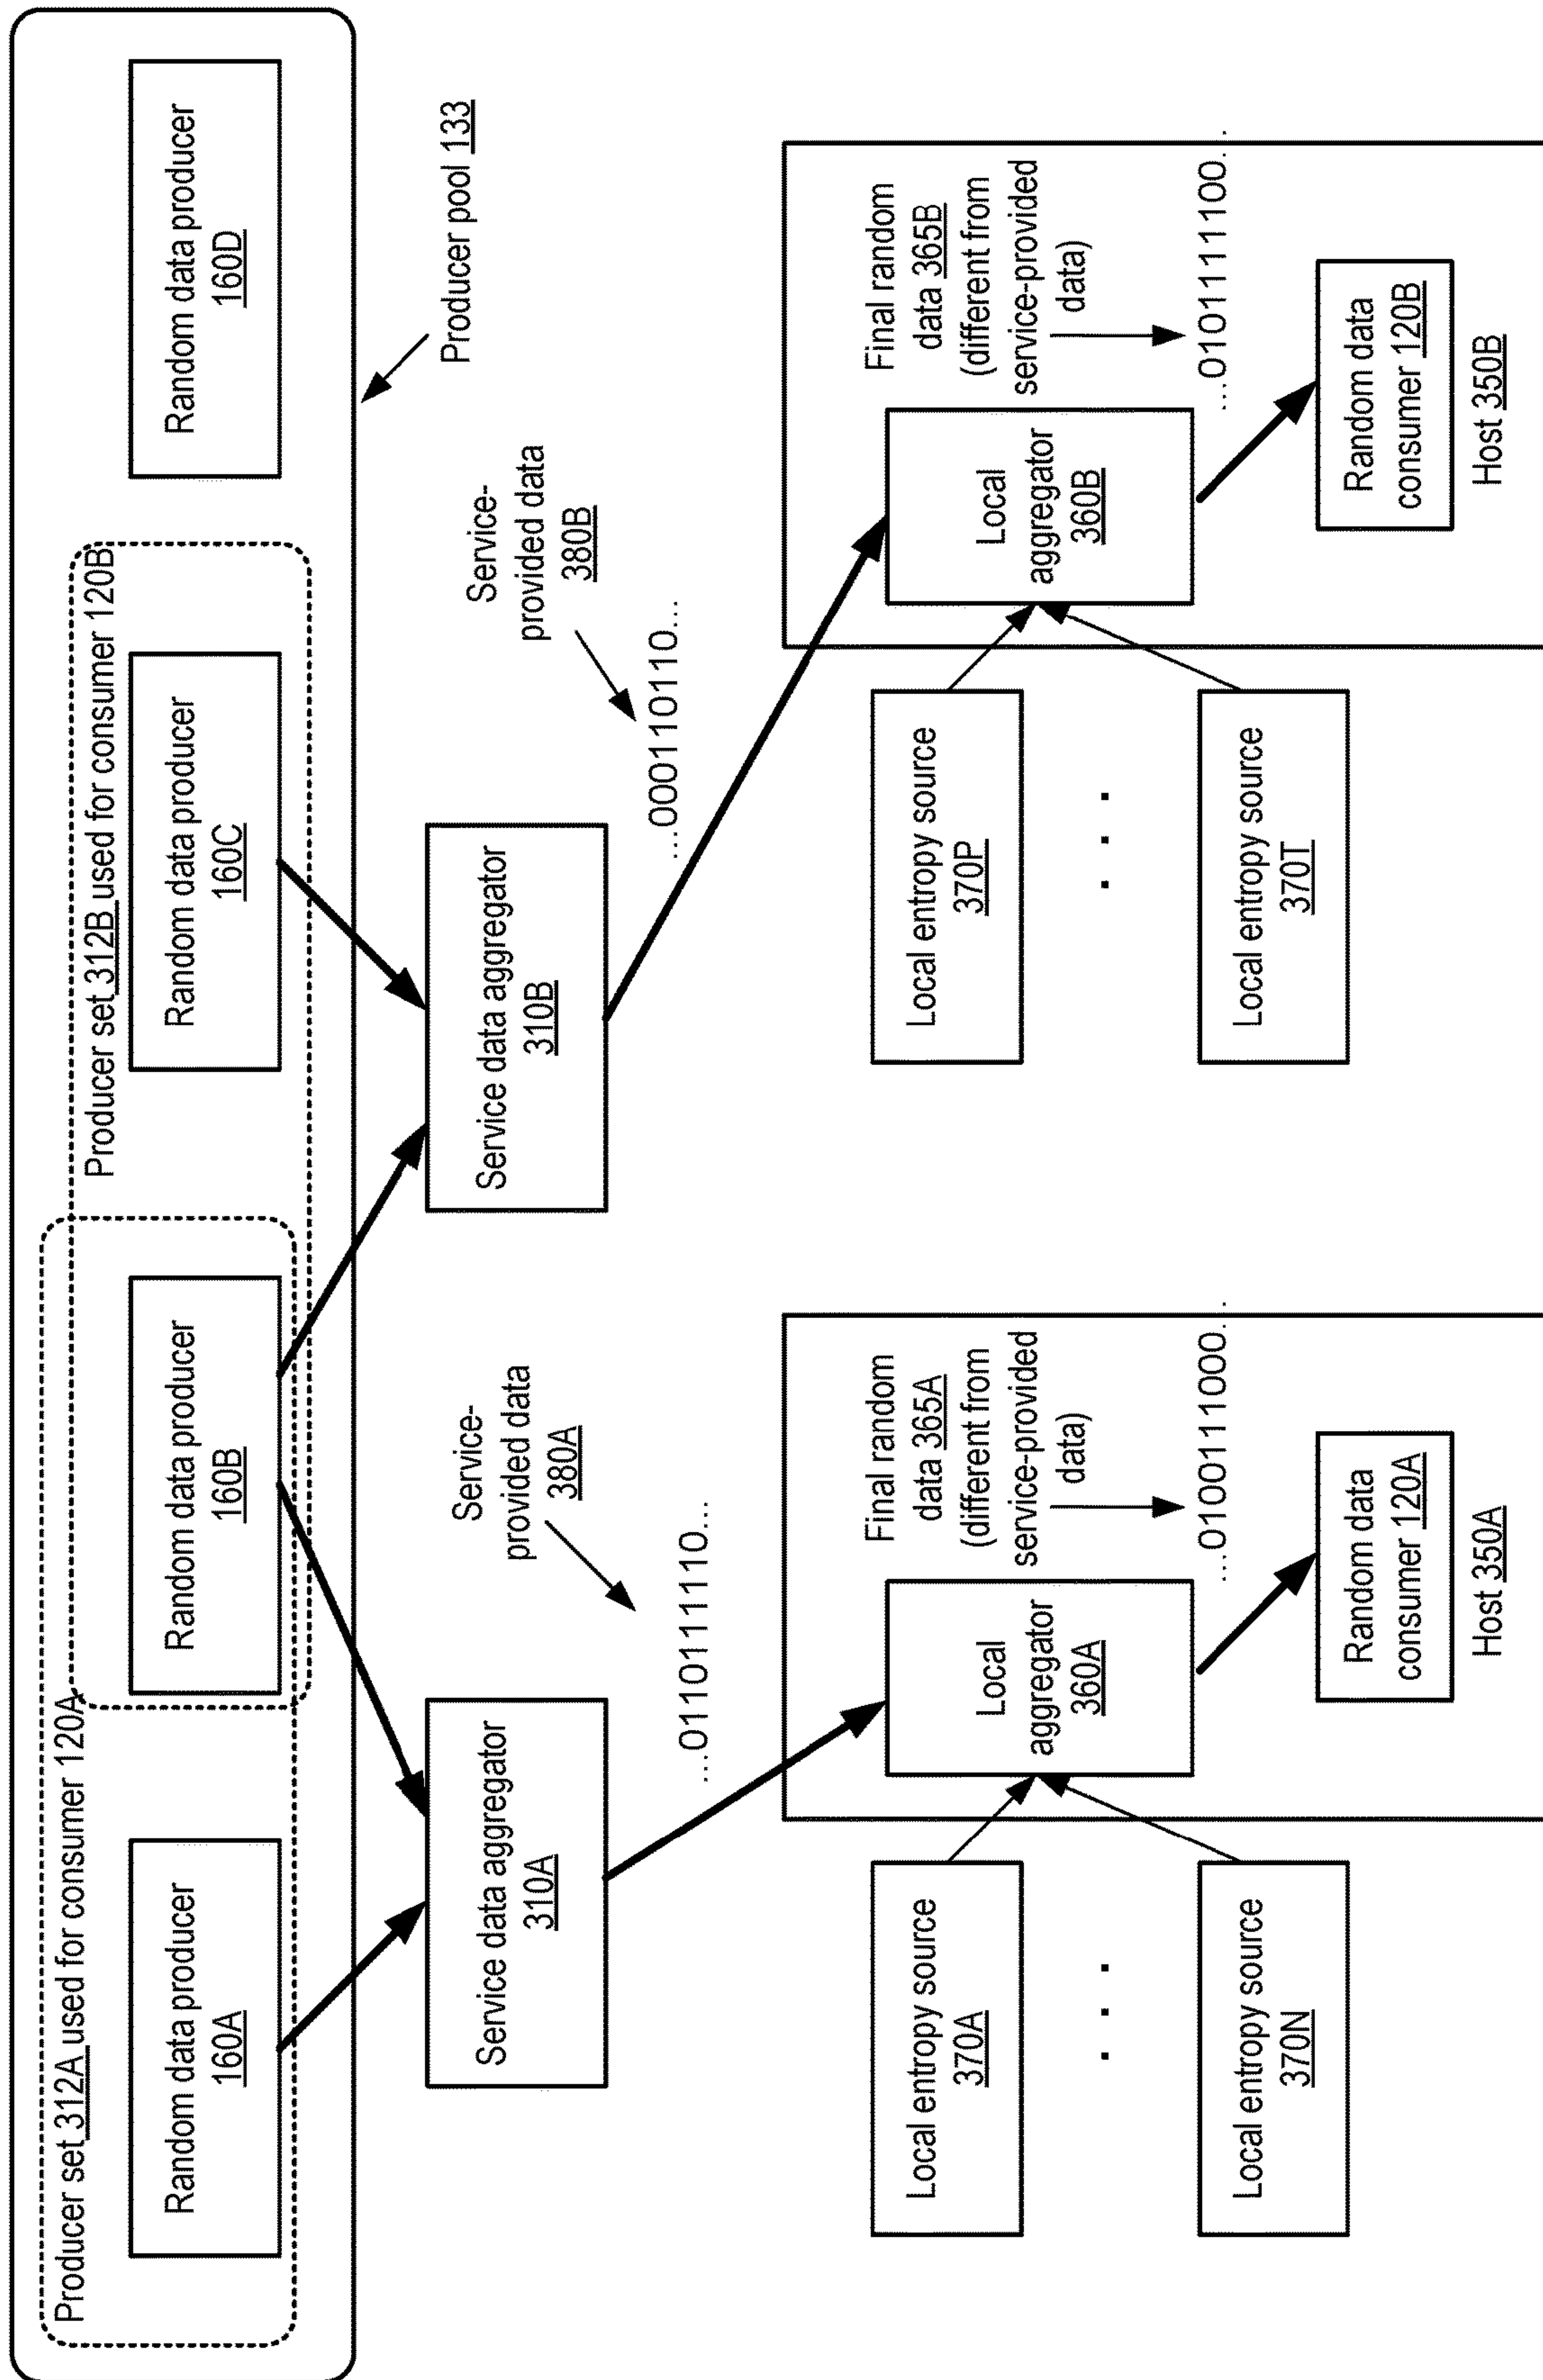 Producer set 312A used for consumer 120A
Producer set 312B used for consumer 120B
Random data producer
160A
Random data producer
160B
Random data producer
160C
Random data producer
160D
Producer pool 133
Service data aggregator
310A
Service data aggregator
310B
Service-
provided data
380A
...011011110...
Service-
provided data
380B
...000110110...
Local entropy source
370A
. . .
Local entropy source
370N
Local
aggregator
360A
Final random
data 365A
(different from
service-provided
data)
...0100111000...
Random data
consumer 120A
Host 350A
Local entropy source
370P
. . .
Local entropy source
370T
Local
aggregator
360B
Final random
data 365B
(different from
service-provided
data)
...0101111100...
Random data
consumer 120B
Host 350B